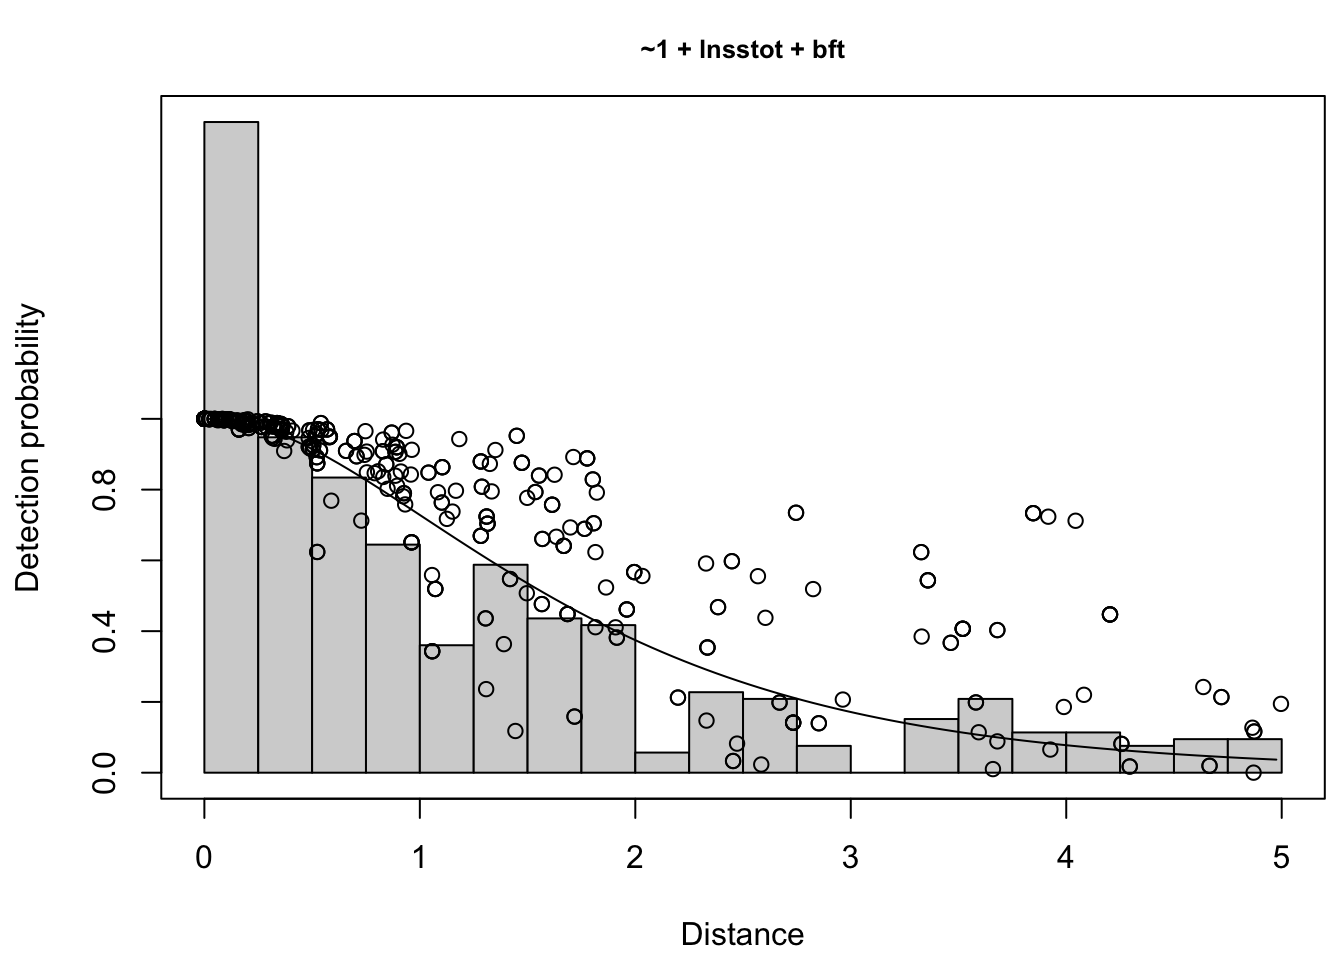 ~1 + lnsstot + bft
Detection probability
0.8
0.4
0.0
0 1 2 3 4 5
Distance